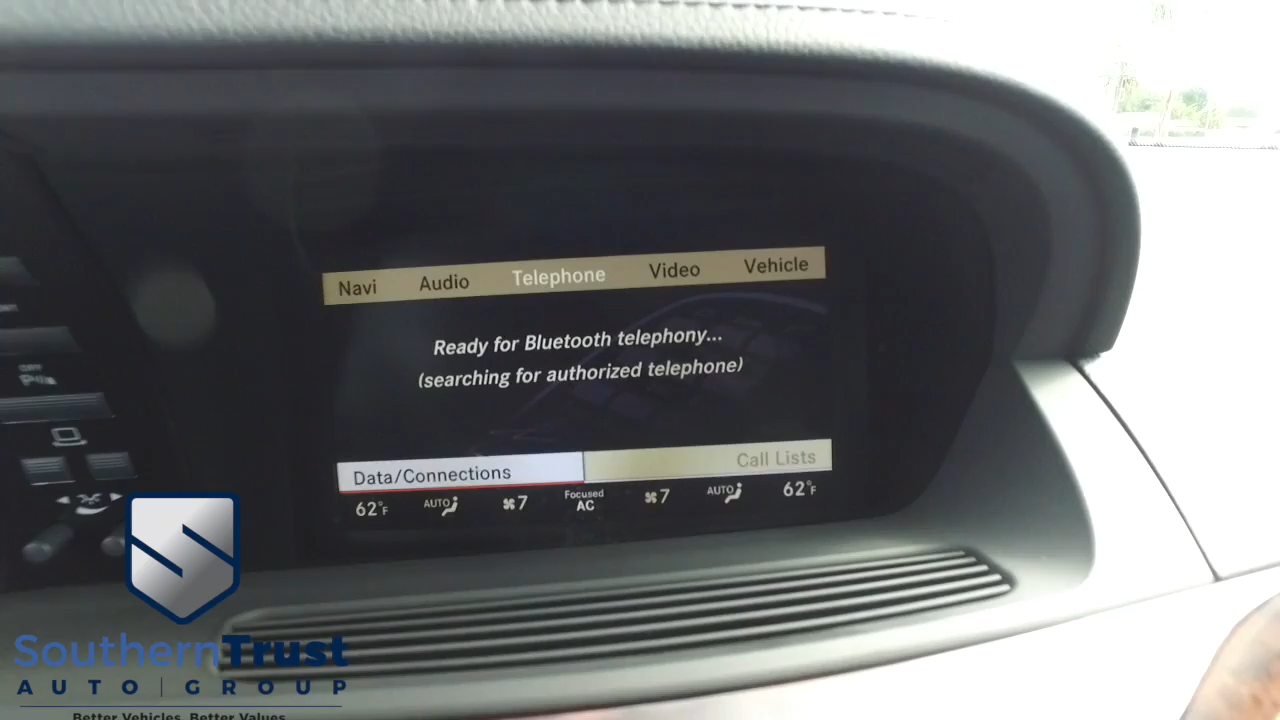 Navi Audio Telephone Video Vehicle
Ready for Bluetooth telephony...
(searching for authorized telephone)
Data/Connections Call Lists
62°F AUTO 7 Focused AC 7 AUTO 62°F
OFF
SouthernTrust
AUTO | GROUP
Better Vehicles. Better Values.